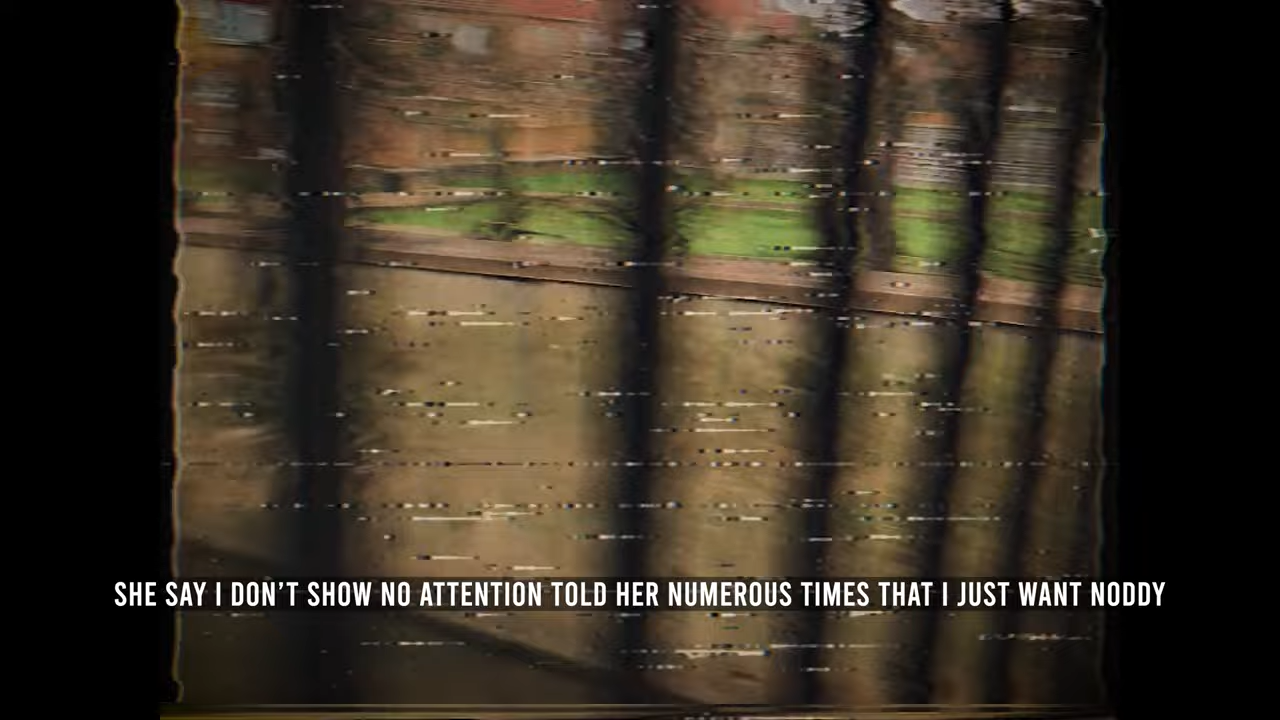 SHE SAY I DON'T SHOW NO ATTENTION TOLD HER NUMEROUS TIMES THAT I JUST WANT NODDY